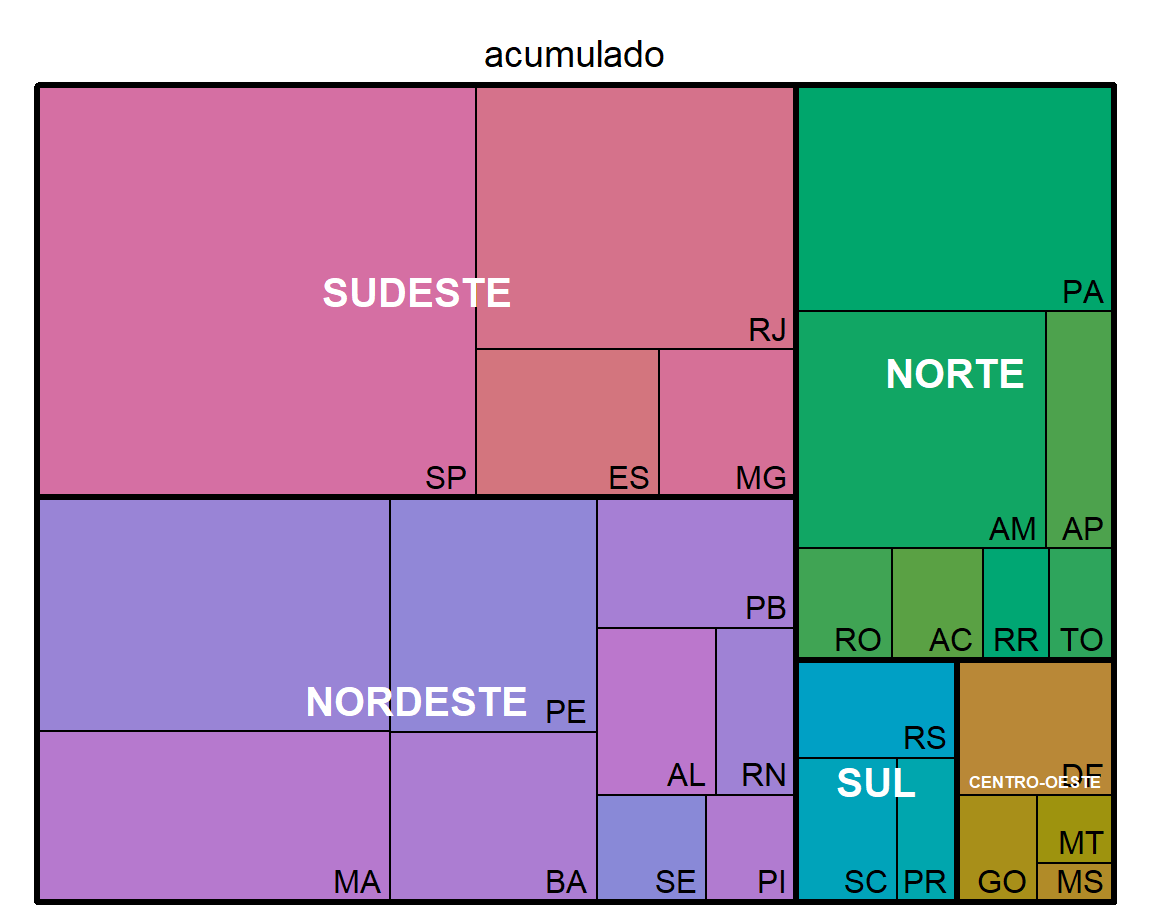 acumulado
SUDESTE
SP
RJ
ES
MG
NORTE
PA
AM
AP
RO
AC
RR
TO
NORDESTE
PE
MA
BA
PB
AL
RN
SE
PI
SUL
RS
SC
PR
CENTRO-OESTE
DF
GO
MT
MS